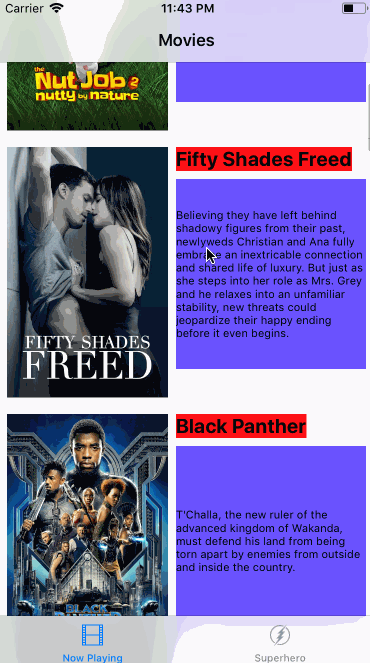 Carrier 11:43 PM
Movies
the
NUT JOB 2
nutty by nature
Fifty Shades Freed
Believing they have left behind
shadowy figures from their past,
newlyweds Christian and Ana fully
embrace an inextricable connection
and shared life of luxury. But just as
she steps into her role as Mrs. Grey
and he relaxes into an unfamiliar
stability, new threats could
jeopardize their happy ending
before it even begins.
FIFTY SHADES
FREED
Black Panther
T'Challa, the new ruler of the
advanced kingdom of Wakanda,
must defend his land from being
torn apart by enemies from outside
and inside the country.
BLACK
Now Playing
Superhero